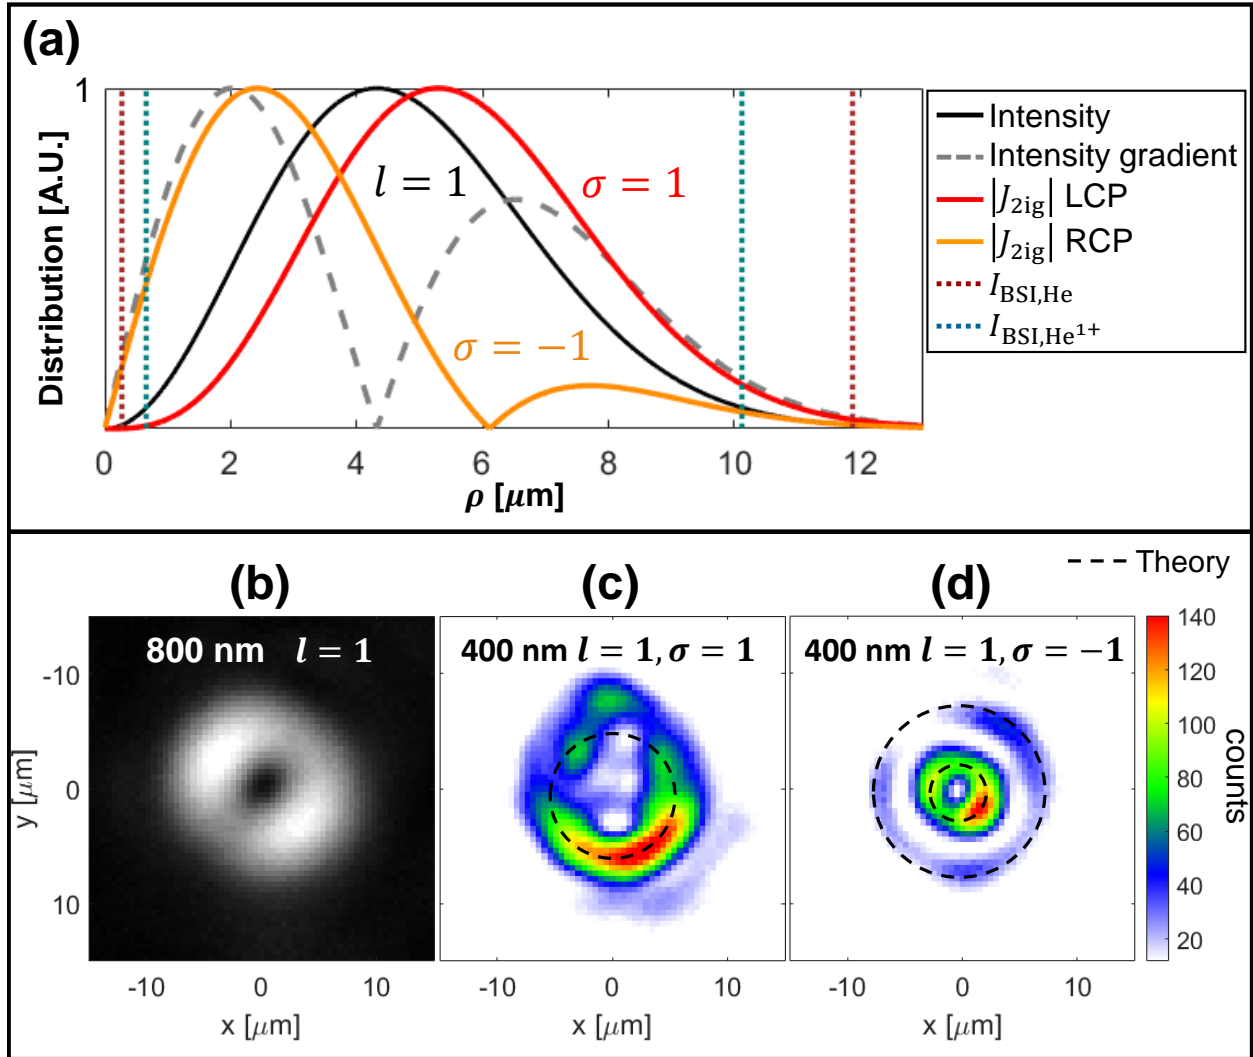 (a)
1
Distribution [A.U.]
l = 1
σ = 1
σ = −1
0 2 4 6 8 10 12
ρ [μm]
Intensity
Intensity gradient
|J2ig| LCP
|J2ig| RCP
IBSI,He
IBSI,He1+
(b)
(c)
(d)
Theory
800 nm l = 1
400 nm l = 1, σ = 1
400 nm l = 1, σ = −1
-10
0
10
y [μm]
-10 0 10
x [μm]
-10 0 10
x [μm]
-10 0 10
x [μm]
140
120
100
80
60
40
20
counts